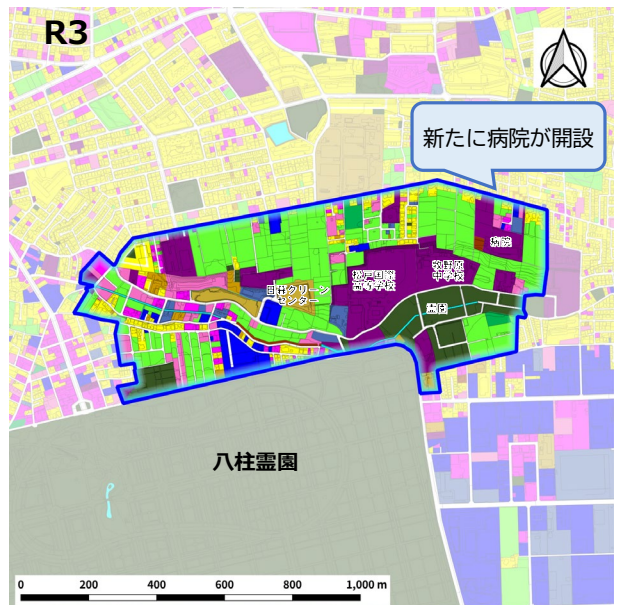 R3
新たに病院が開設
病院
松戸国際
高等学校
牧野原
中学校
日暮クリーン
センター
霊園
八柱霊園
0 200 400 600 800 1,000 m